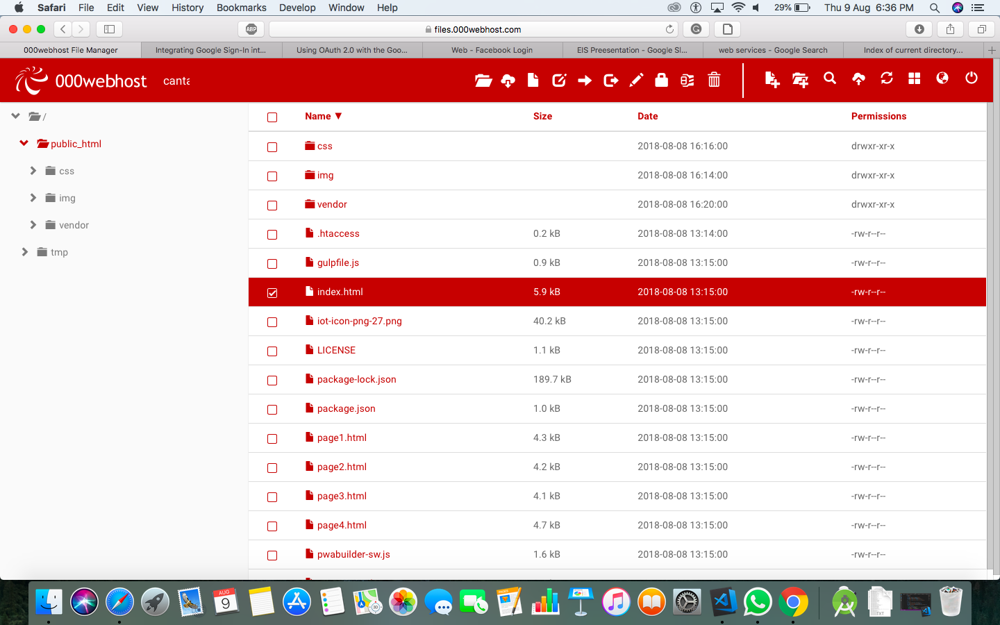 Safari File Edit View History Bookmarks Develop Window Help 29% Thu 9 Aug 6:36 PM
ABP files.000webhost.com
000webhost File Manager Integrating Google Sign-In int... Using OAuth 2.0 with the Goo... Web - Facebook Login EIS Preesentation - Google Sl... web services - Google Search Index of current directory...
000webhost canta
/
public_html
css
img
vendor
tmp
Name ▼ Size Date Permissions
css 2018-08-08 16:16:00 drwxr-xr-x
img 2018-08-08 16:14:00 drwxr-xr-x
vendor 2018-08-08 16:20:00 drwxr-xr-x
.htaccess 0.2 kB 2018-08-08 13:14:00 -rw-r--r--
gulpfile.js 0.9 kB 2018-08-08 13:15:00 -rw-r--r--
index.html 5.9 kB 2018-08-08 13:15:00 -rw-r--r--
iot-icon-png-27.png 40.2 kB 2018-08-08 13:15:00 -rw-r--r--
LICENSE 1.1 kB 2018-08-08 13:15:00 -rw-r--r--
package-lock.json 189.7 kB 2018-08-08 13:15:00 -rw-r--r--
package.json 1.0 kB 2018-08-08 13:15:00 -rw-r--r--
page1.html 4.3 kB 2018-08-08 13:15:00 -rw-r--r--
page2.html 4.2 kB 2018-08-08 13:15:00 -rw-r--r--
page3.html 4.1 kB 2018-08-08 13:15:00 -rw-r--r--
page4.html 4.7 kB 2018-08-08 13:15:00 -rw-r--r--
pwabuilder-sw.js 1.6 kB 2018-08-08 13:15:00 -rw-r--r--
AUG
9
3D
TXT